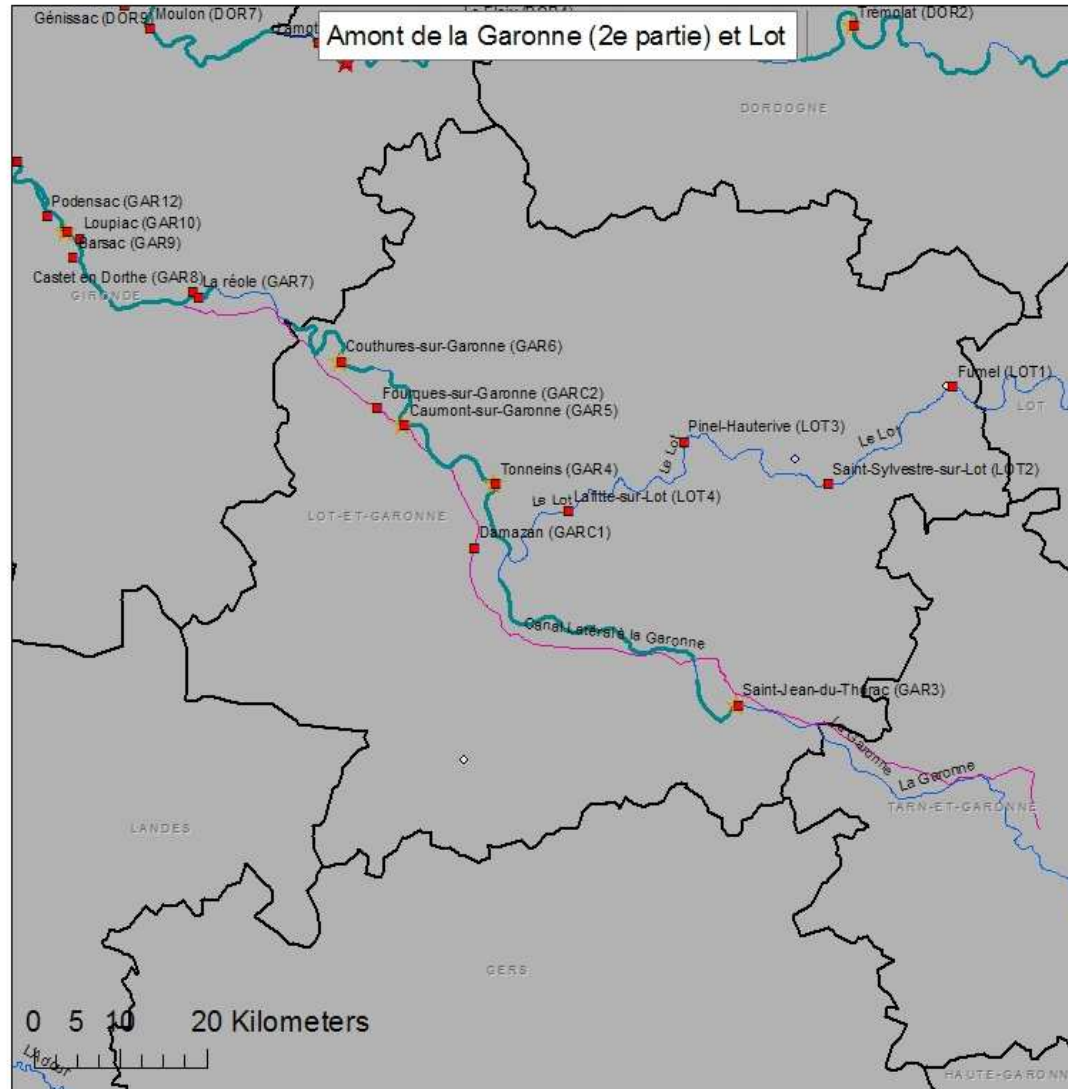 Génissac (DOR9)
Moulon (DOR7)
Amont de la Garonne (2e partie) et Lot
Trémolat (DOR2)
DORDOGNE
Podensac (GAR12)
Loupiac (GAR10)
Barsac (GAR9)
Castet en Dorthe (GAR8)
La réole (GAR7)
GIRONDE
Couthures-sur-Garonne (GAR6)
Fourques-sur-Garonne (GARC2)
Caumont-sur-Garonne (GAR5)
Fumel (LOT1)
LOT
Pinel-Hauterive (LOT3)
Le Lot
Le Lot
Tonneins (GAR4)
Saint-Sylvestre-sur-Lot (LOT2)
Le Lot
Lafitte-sur-Lot (LOT4)
LOT-ET-GARONNE
Damazan (GARC1)
Canal Latéral à la Garonne
Saint-Jean-du-Thurac (GAR3)
La Garonne
La Garonne
TARN-ET-GARONNE
LANDES
GERS
0 5 10 20 Kilometers
L'Adour
HAUTE-GARONN